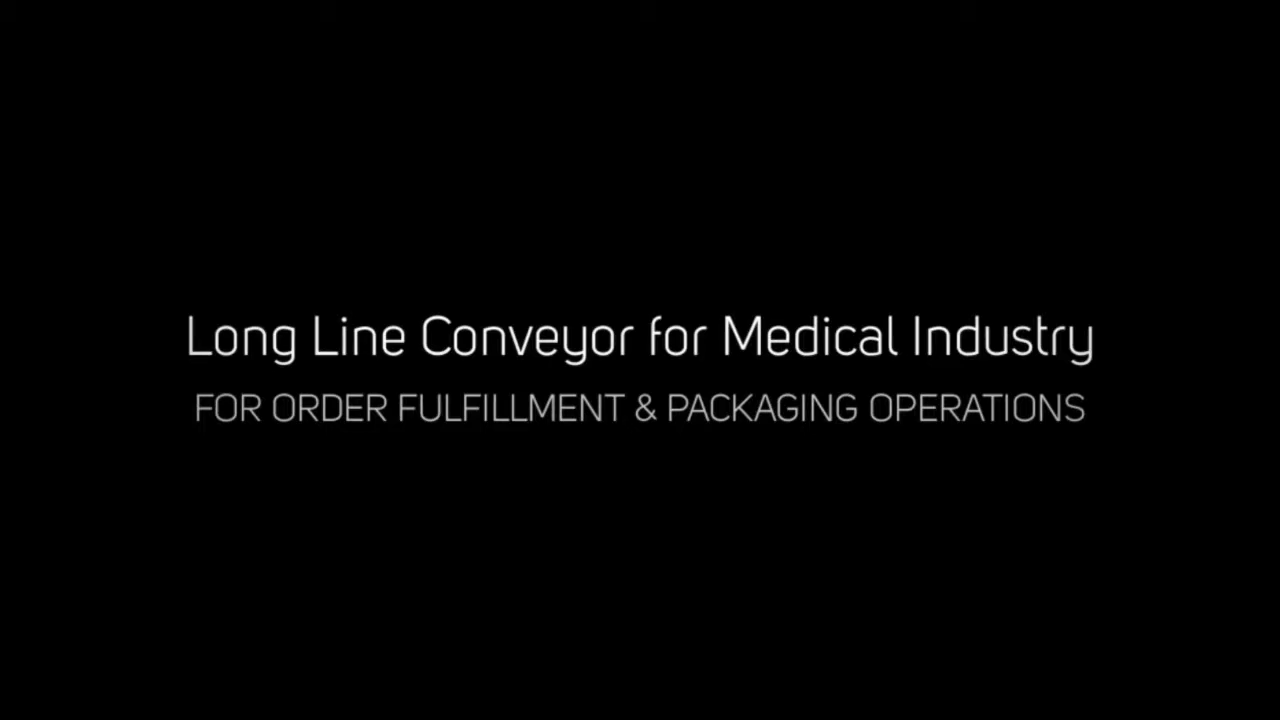 Long Line Conveyor for Medical Industry
FOR ORDER FULFILLMENT & PACKAGING OPERATIONS